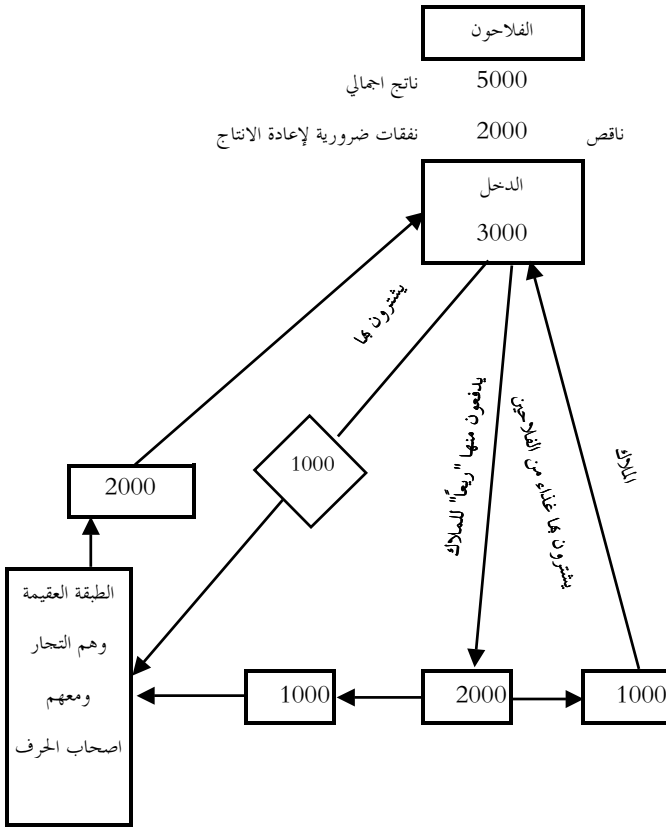 الفلاحون
5000 ناتج اجمالي
ناقص 2000 نفقات ضرورية لإعادة الانتاج
الدخل
3000
يشترون بها
يدفعون منها "ريعاً" للملاك
يشترون بها غذاء من الفلاحين
الملاك
1000
2000
الطبقة العقيمة
وهم التجار
ومعهم
اصحاب الحرف
1000
2000
1000